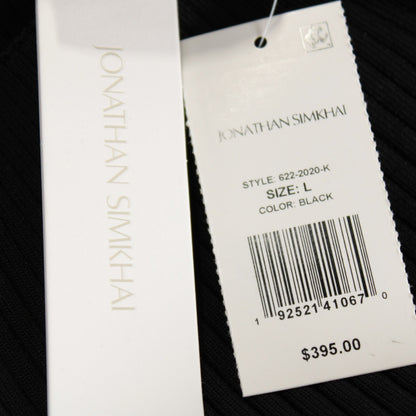 JONATHAN SIMKHAI
JONATHAN SIMKHAI
STYLE: 622-2020-K
SIZE: L
COLOR: BLACK
1 92521 41067 0
$395.00